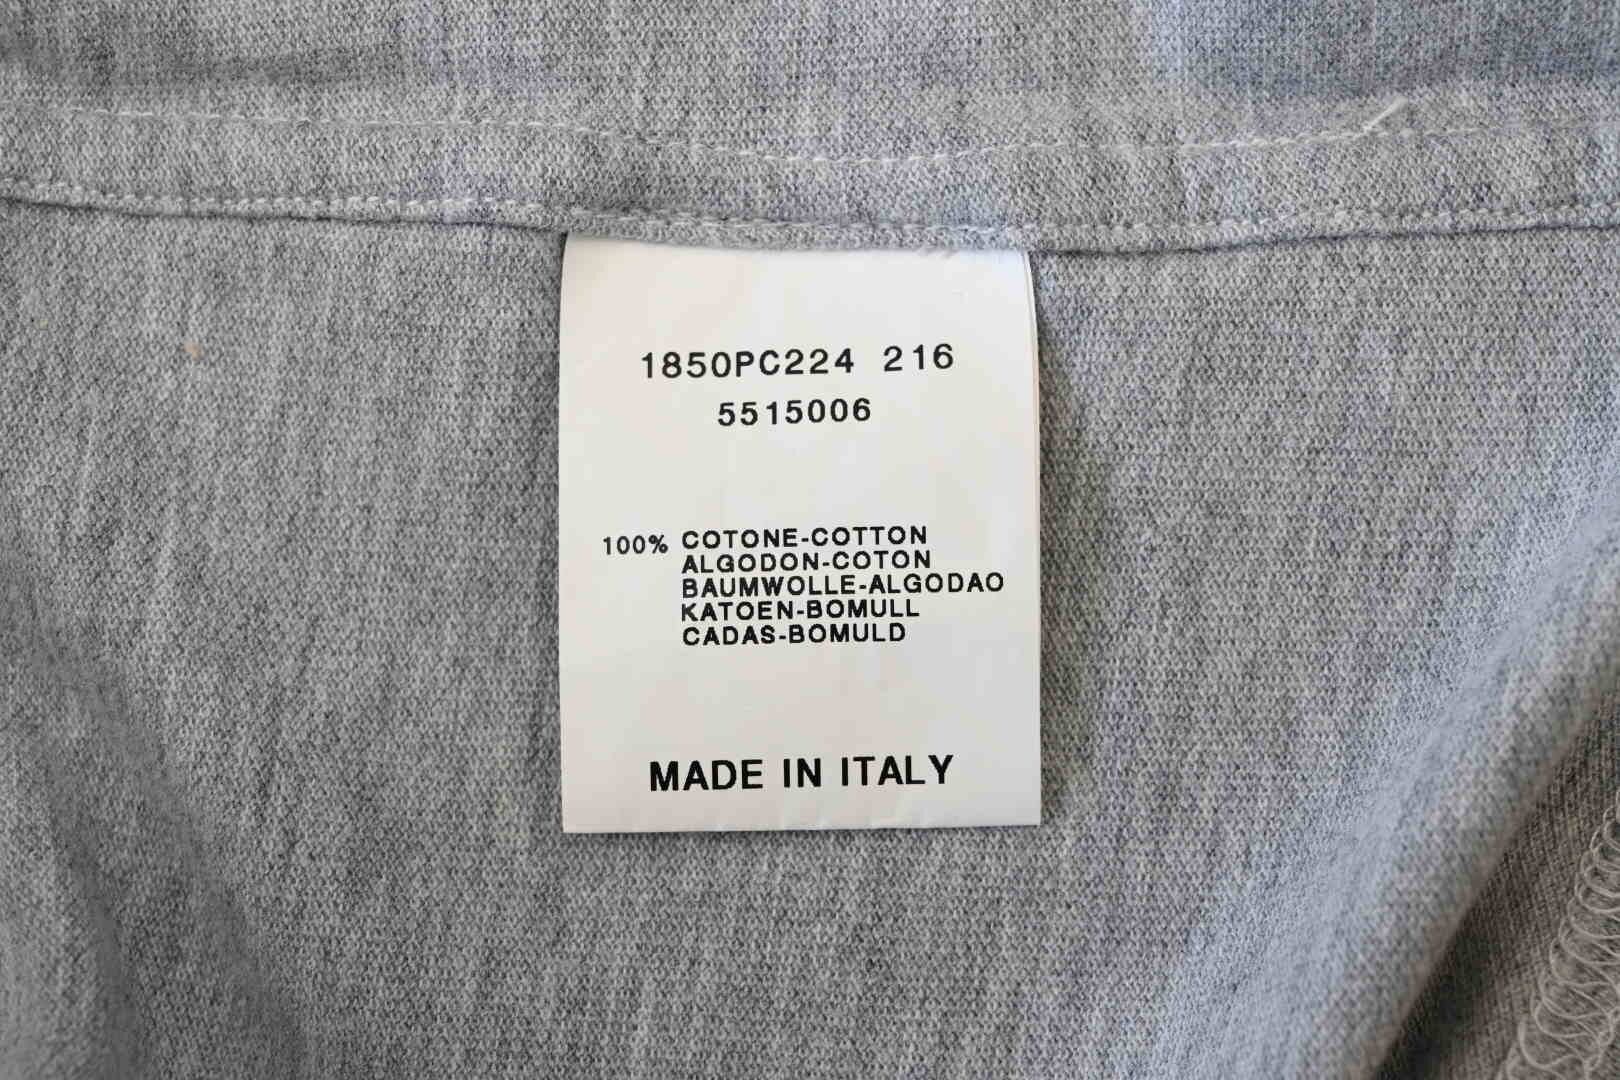 1850PC224 216
5515006
100% COTONE-COTTON
ALGODON-COTON
BAUMWOLLE-ALGODAO
KATOEN-BOMULL
CADAS-BOMULD
MADE IN ITALY